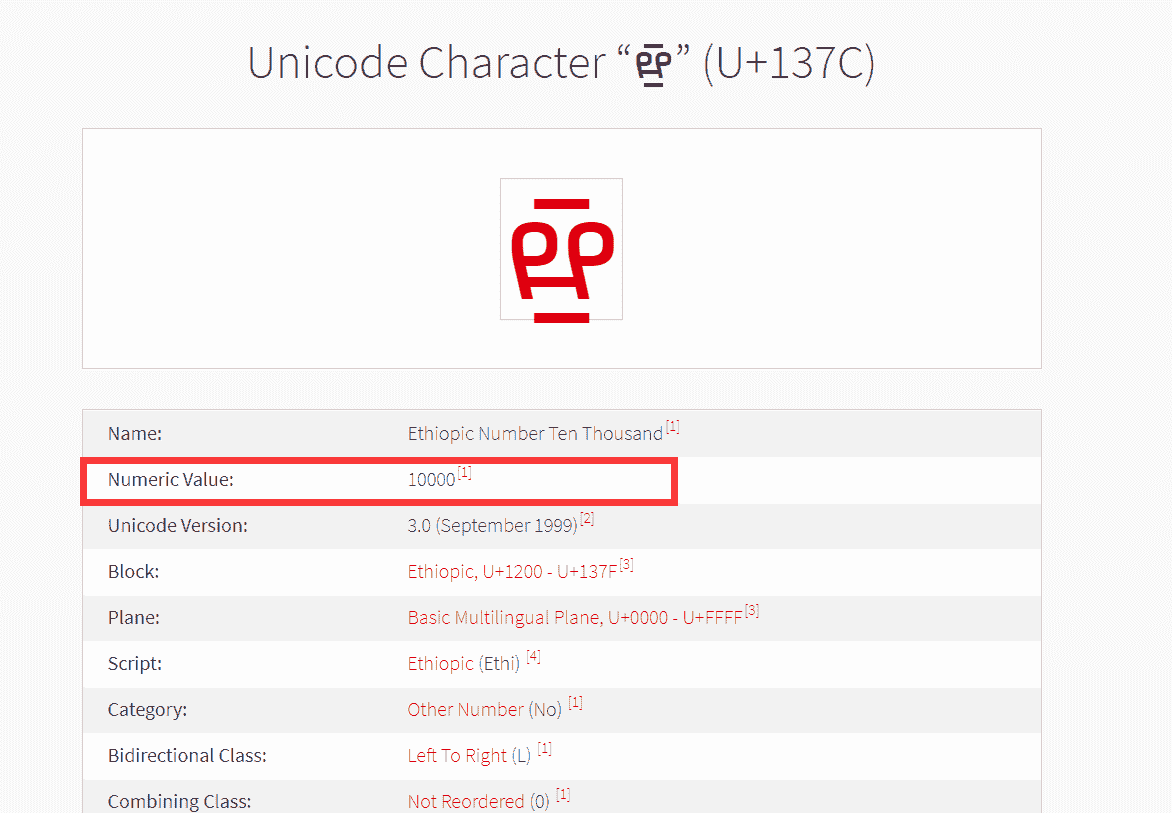 Unicode Character “፼” (U+137C)
፼
Name: Ethiopic Number Ten Thousand[1]
Numeric Value: 10000[1]
Unicode Version: 3.0 (September 1999)[2]
Block: Ethiopic, U+1200 - U+137F[3]
Plane: Basic Multilingual Plane, U+0000 - U+FFFF[3]
Script: Ethiopic (Ethi) [4]
Category: Other Number (No) [1]
Bidirectional Class: Left To Right (L) [1]
Combining Class: Not Reordered (0) [1]